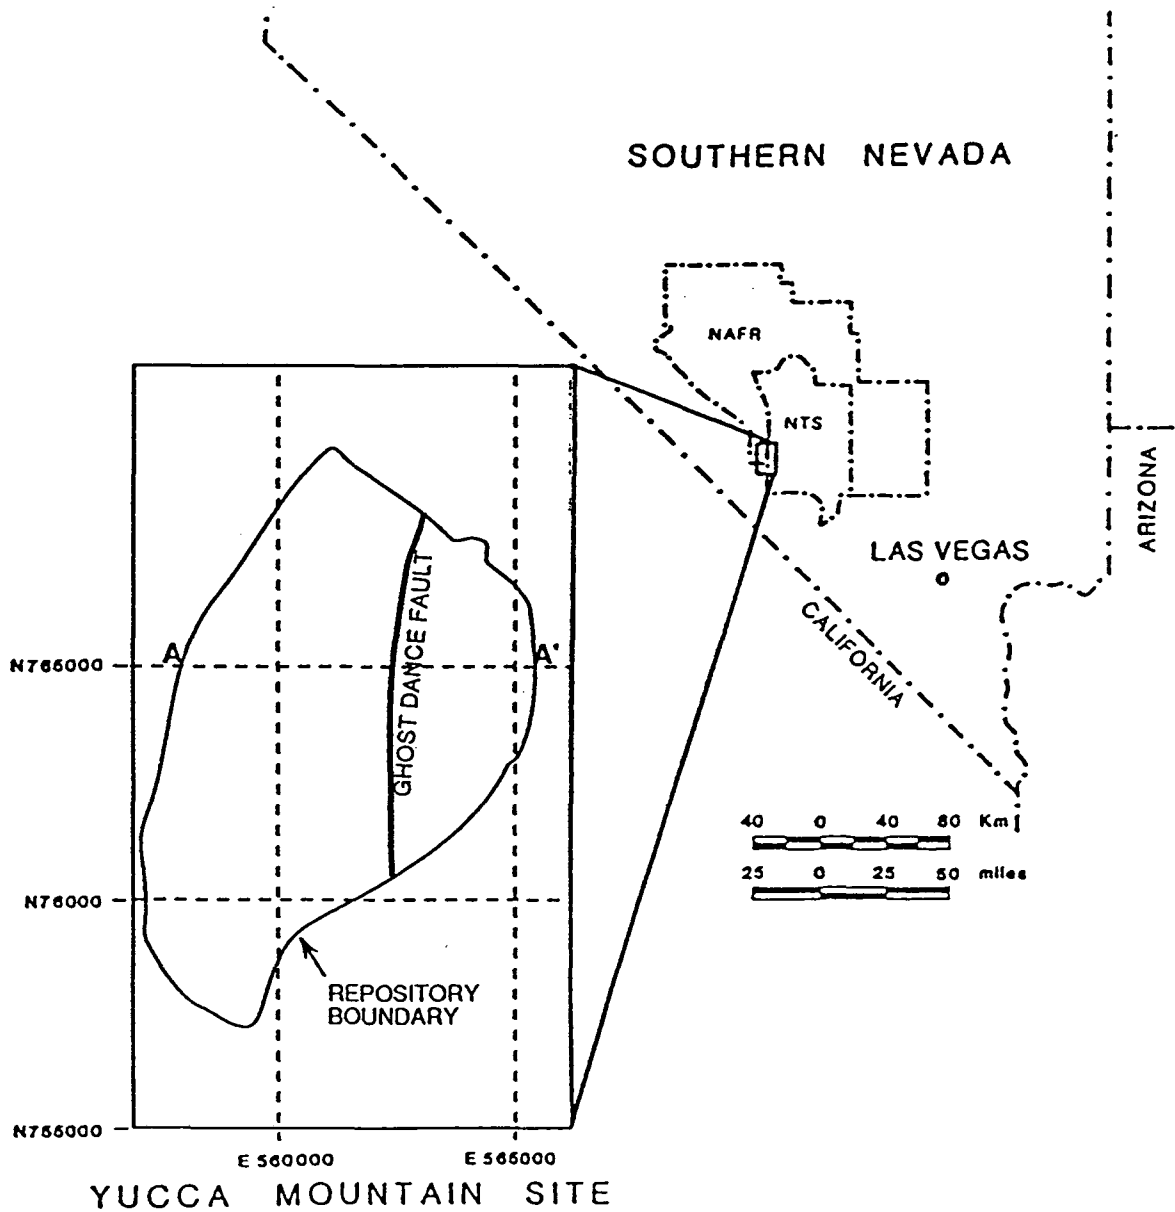 SOUTHERN NEVADA
NAFR
NTS
ARIZONA
LAS VEGAS
CALIFORNIA
GHOST DANCE FAULT
A
A'
N765000
N76000
N755000
REPOSITORY
BOUNDARY
40 0 40 80 Km
25 0 25 50 miles
E 560000
E 565000
YUCCA MOUNTAIN SITE